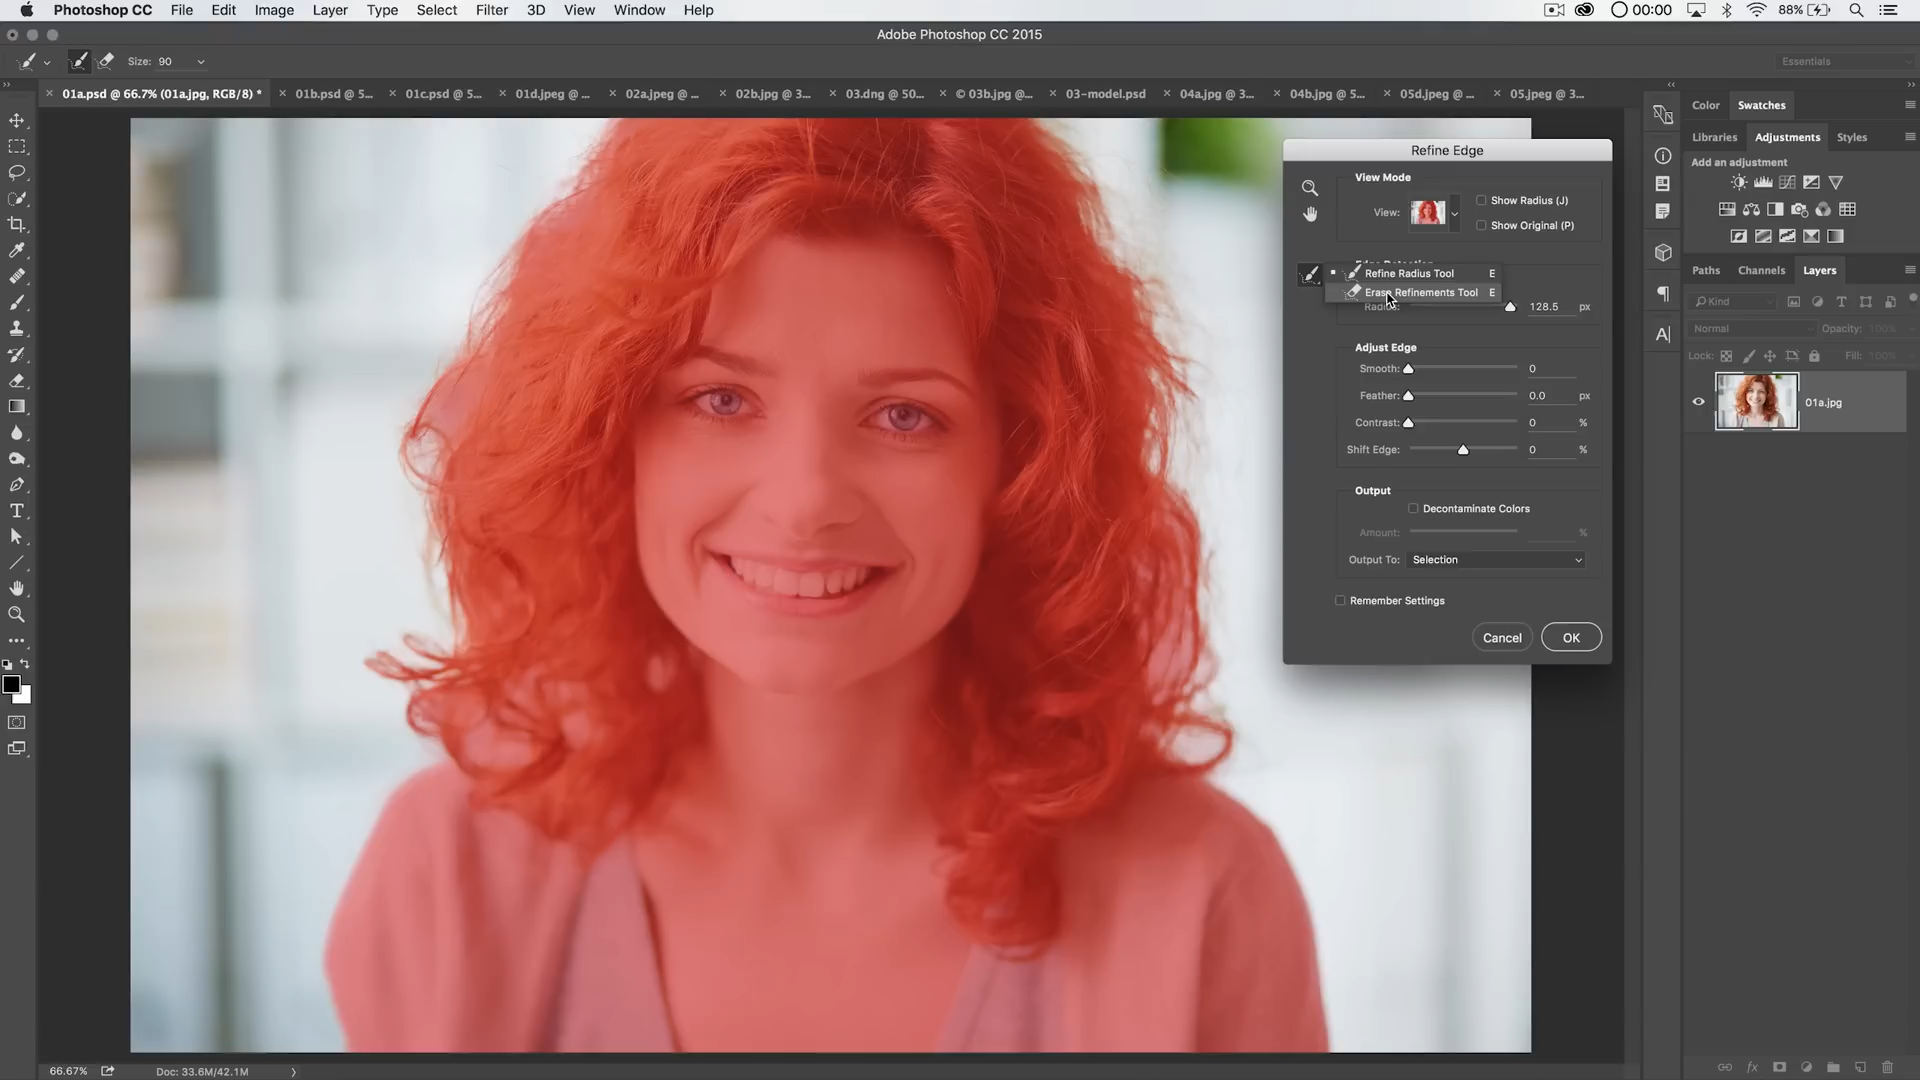 Photoshop CC File Edit Image Layer Type Select Filter 3D View Window Help 00:00 88%
Adobe Photoshop CC 2015
Size: 90 Essentials
01a.psd @ 66.7% (01a.jpg, RGB/8) * 01b.psd @ 5... 01c.psd @ 5... 01d.jpeg @ ... 02a.jpeg @ ... 02b.jpg @ 3... 03.dng @ 50... © 03b.jpg @... 03-model.psd 04a.jpg @ 3... 04b.jpg @ 5... 05d.jpeg @ ... 05.jpeg @ 3...
Refine Edge
View Mode
View:
Show Radius (J)
Show Original (P)
Edge Detection
Refine Radius Tool E
Erase Refinements Tool E
Radius: 128.5 px
Adjust Edge
Smooth: 0
Feather: 0.0 px
Contrast: 0 %
Shift Edge: 0 %
Output
Decontaminate Colors
Amount: %
Output To: Selection
Remember Settings
Cancel OK
Color Swatches
Libraries Adjustments Styles
Add an adjustment
Paths Channels Layers
Kind
Normal Opacity: 100%
Lock: Fill: 100%
01a.jpg
66.67% Doc: 33.6M/42.1M